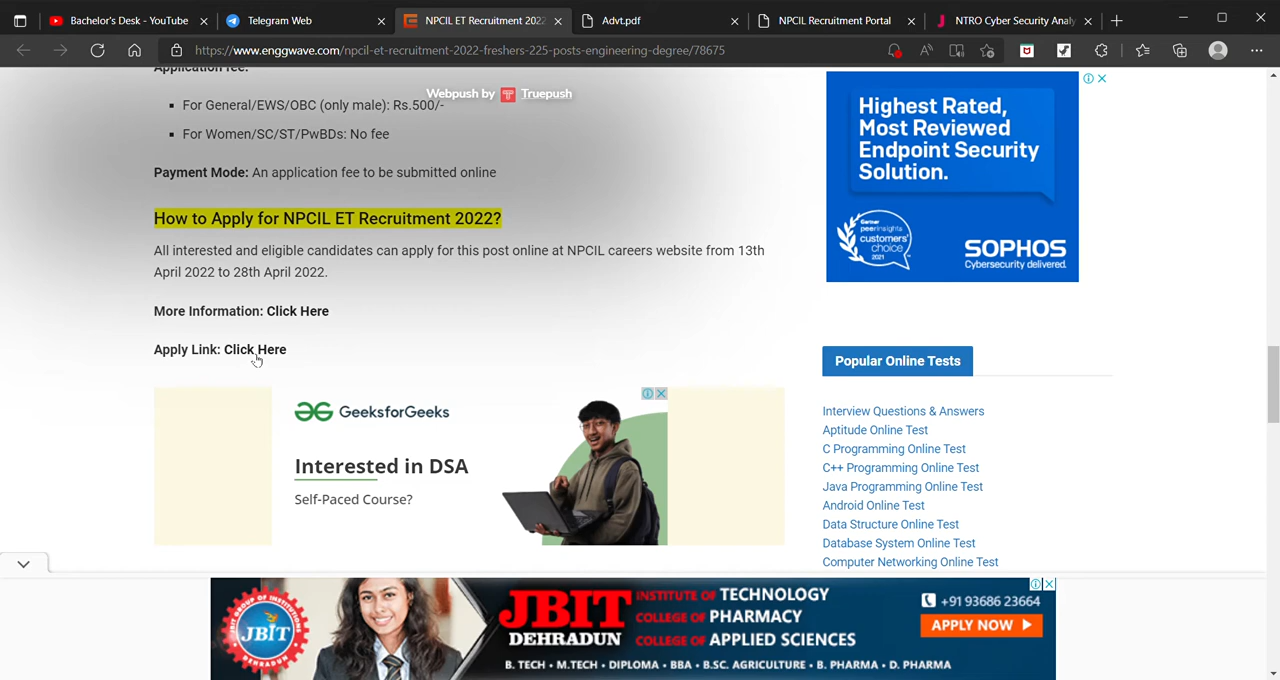 Bachelor's Desk - YouTube
Telegram Web
NPCIL ET Recruitment 2022
Advt.pdf
NPCIL Recruitment Portal
NTRO Cyber Security Analy
https://www.enggwave.com/npcil-et-recruitment-2022-freshers-225-posts-engineering-degree/78675
Application fee:
Webpush by Truepush
For General/EWS/OBC (only male): Rs.500/-
For Women/SC/ST/PwBDs: No fee
Payment Mode: An application fee to be submitted online
How to Apply for NPCIL ET Recruitment 2022?
All interested and eligible candidates can apply for this post online at NPCIL careers website from 13th
April 2022 to 28th April 2022.
More Information: Click Here
Apply Link: Click Here
GeeksforGeeks
Interested in DSA
Self-Paced Course?
Highest Rated,
Most Reviewed
Endpoint Security
Solution.
Gartner
peerinsights
customers'
choice
2021
SOPHOS
Cybersecurity delivered.
Popular Online Tests
Interview Questions & Answers
Aptitude Online Test
C Programming Online Test
C++ Programming Online Test
Java Programming Online Test
Android Online Test
Data Structure Online Test
Database System Online Test
Computer Networking Online Test
JBIT
JBIT INSTITUTE OF TECHNOLOGY
DEHRADUN COLLEGE OF PHARMACY
COLLEGE OF APPLIED SCIENCES
B. TECH • M.TECH • DIPLOMA • BBA • B.SC. AGRICULTURE • B. PHARMA • D. PHARMA
+91 93686 23664
APPLY NOW